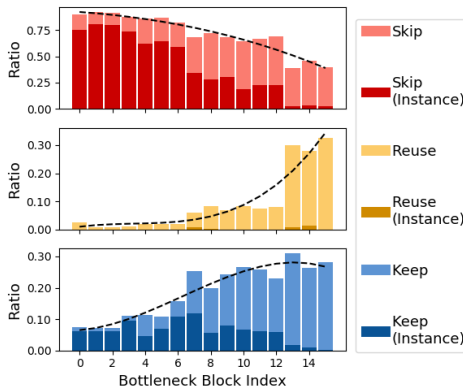 0.75
0.50
0.25
0.00
Ratio
0.30
0.20
0.10
0.00
Ratio
0.30
0.20
0.10
0.00
Ratio
0 2 4 6 8 10 12 14
Bottleneck Block Index
Skip
Skip
(Instance)
Reuse
Reuse
(Instance)
Keep
Keep
(Instance)